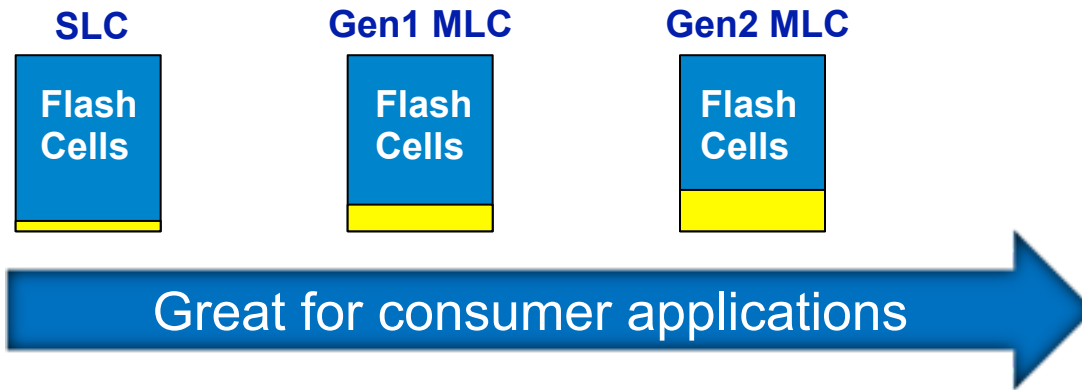 SLC
Gen1 MLC
Gen2 MLC
Flash
Cells
Flash
Cells
Flash
Cells
Great for consumer applications